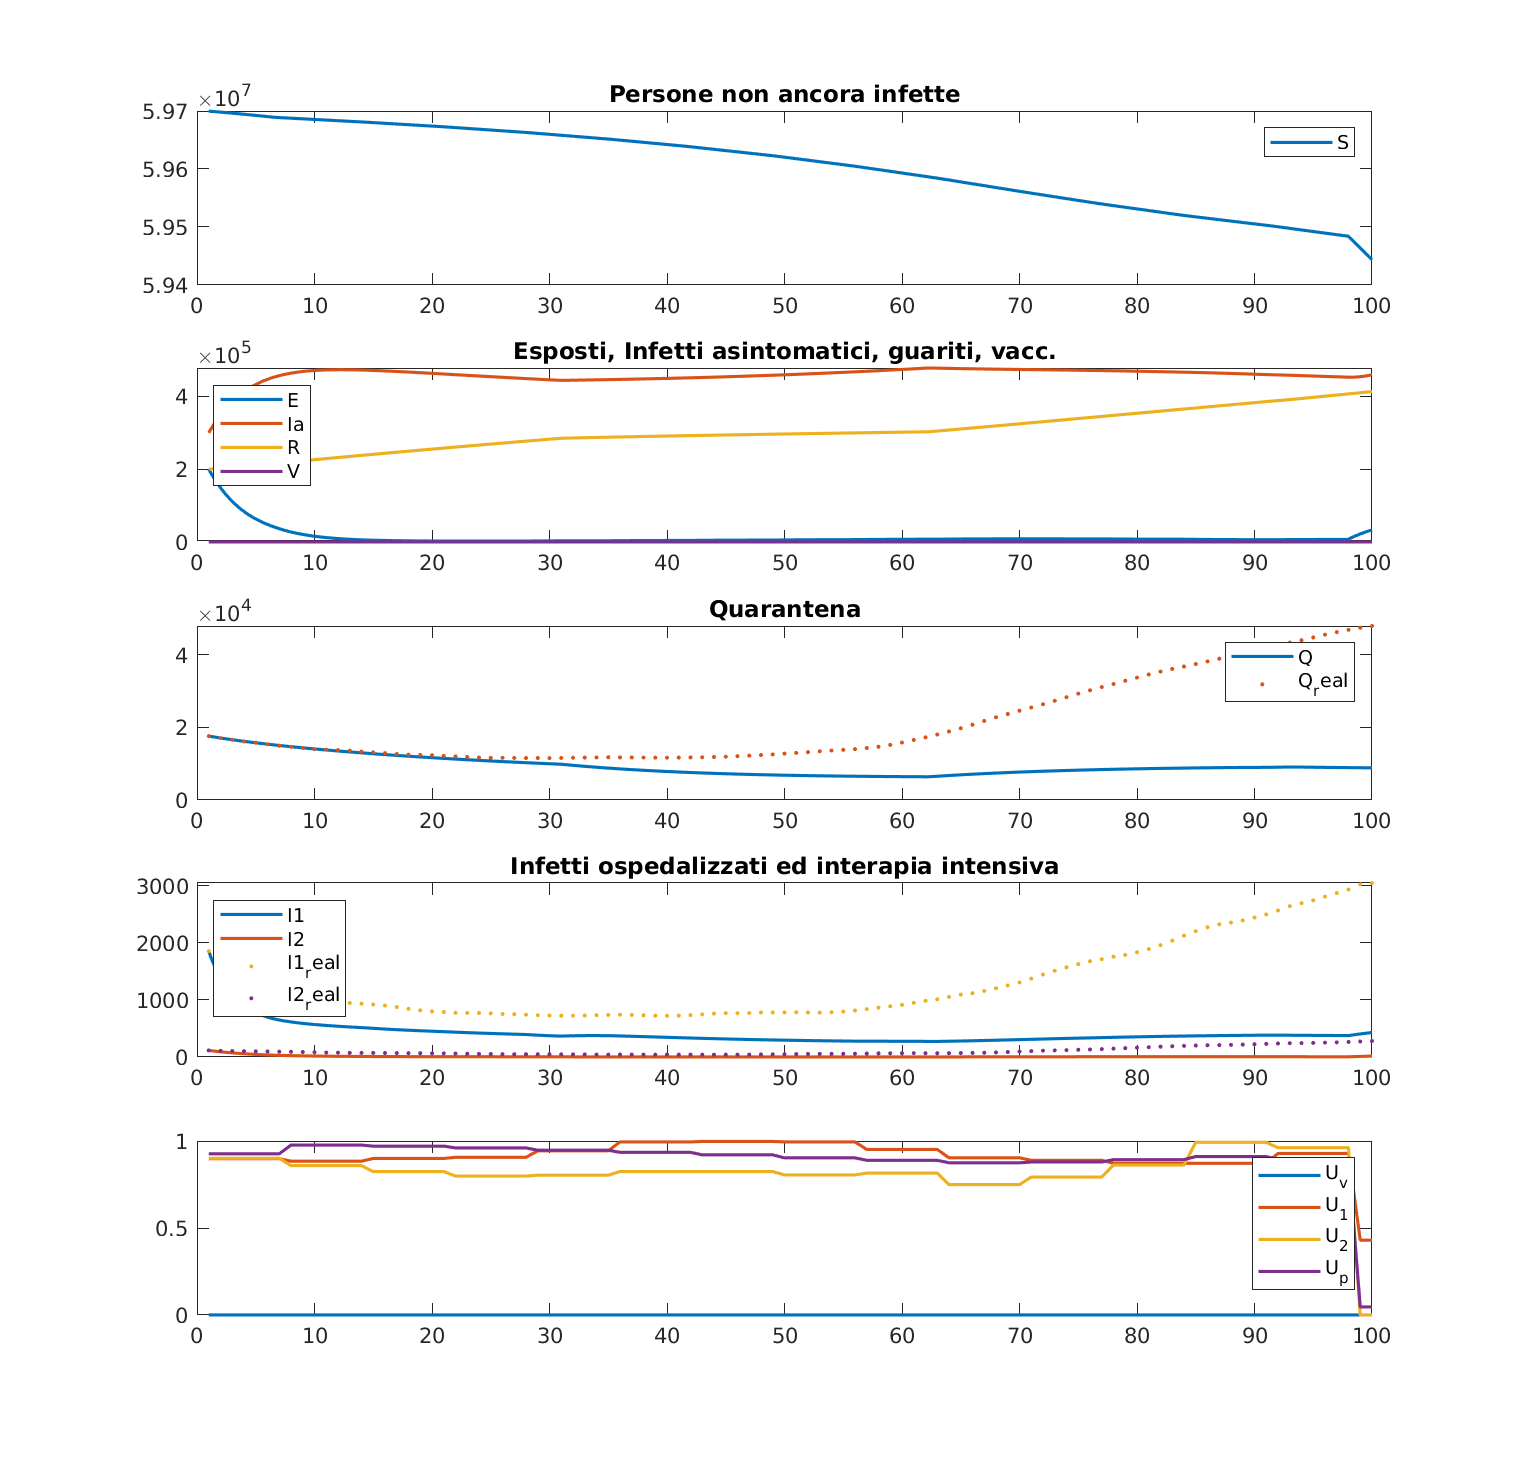 ×10^7
Persone non ancora infette
5.97
5.96
5.95
5.94
S
0 10 20 30 40 50 60 70 80 90 100
×10^5
Esposti, Infetti asintomatici, guariti, vacc.
4
2
0
E
Ia
R
V
0 10 20 30 40 50 60 70 80 90 100
×10^4
Quarantena
4
2
0
Q
Q_real
0 10 20 30 40 50 60 70 80 90 100
Infetti ospedalizzati ed interapia intensiva
3000
2000
1000
0
I1
I2
I1_real
I2_real
0 10 20 30 40 50 60 70 80 90 100
1
0.5
0
U_v
U_1
U_2
U_p
0 10 20 30 40 50 60 70 80 90 100